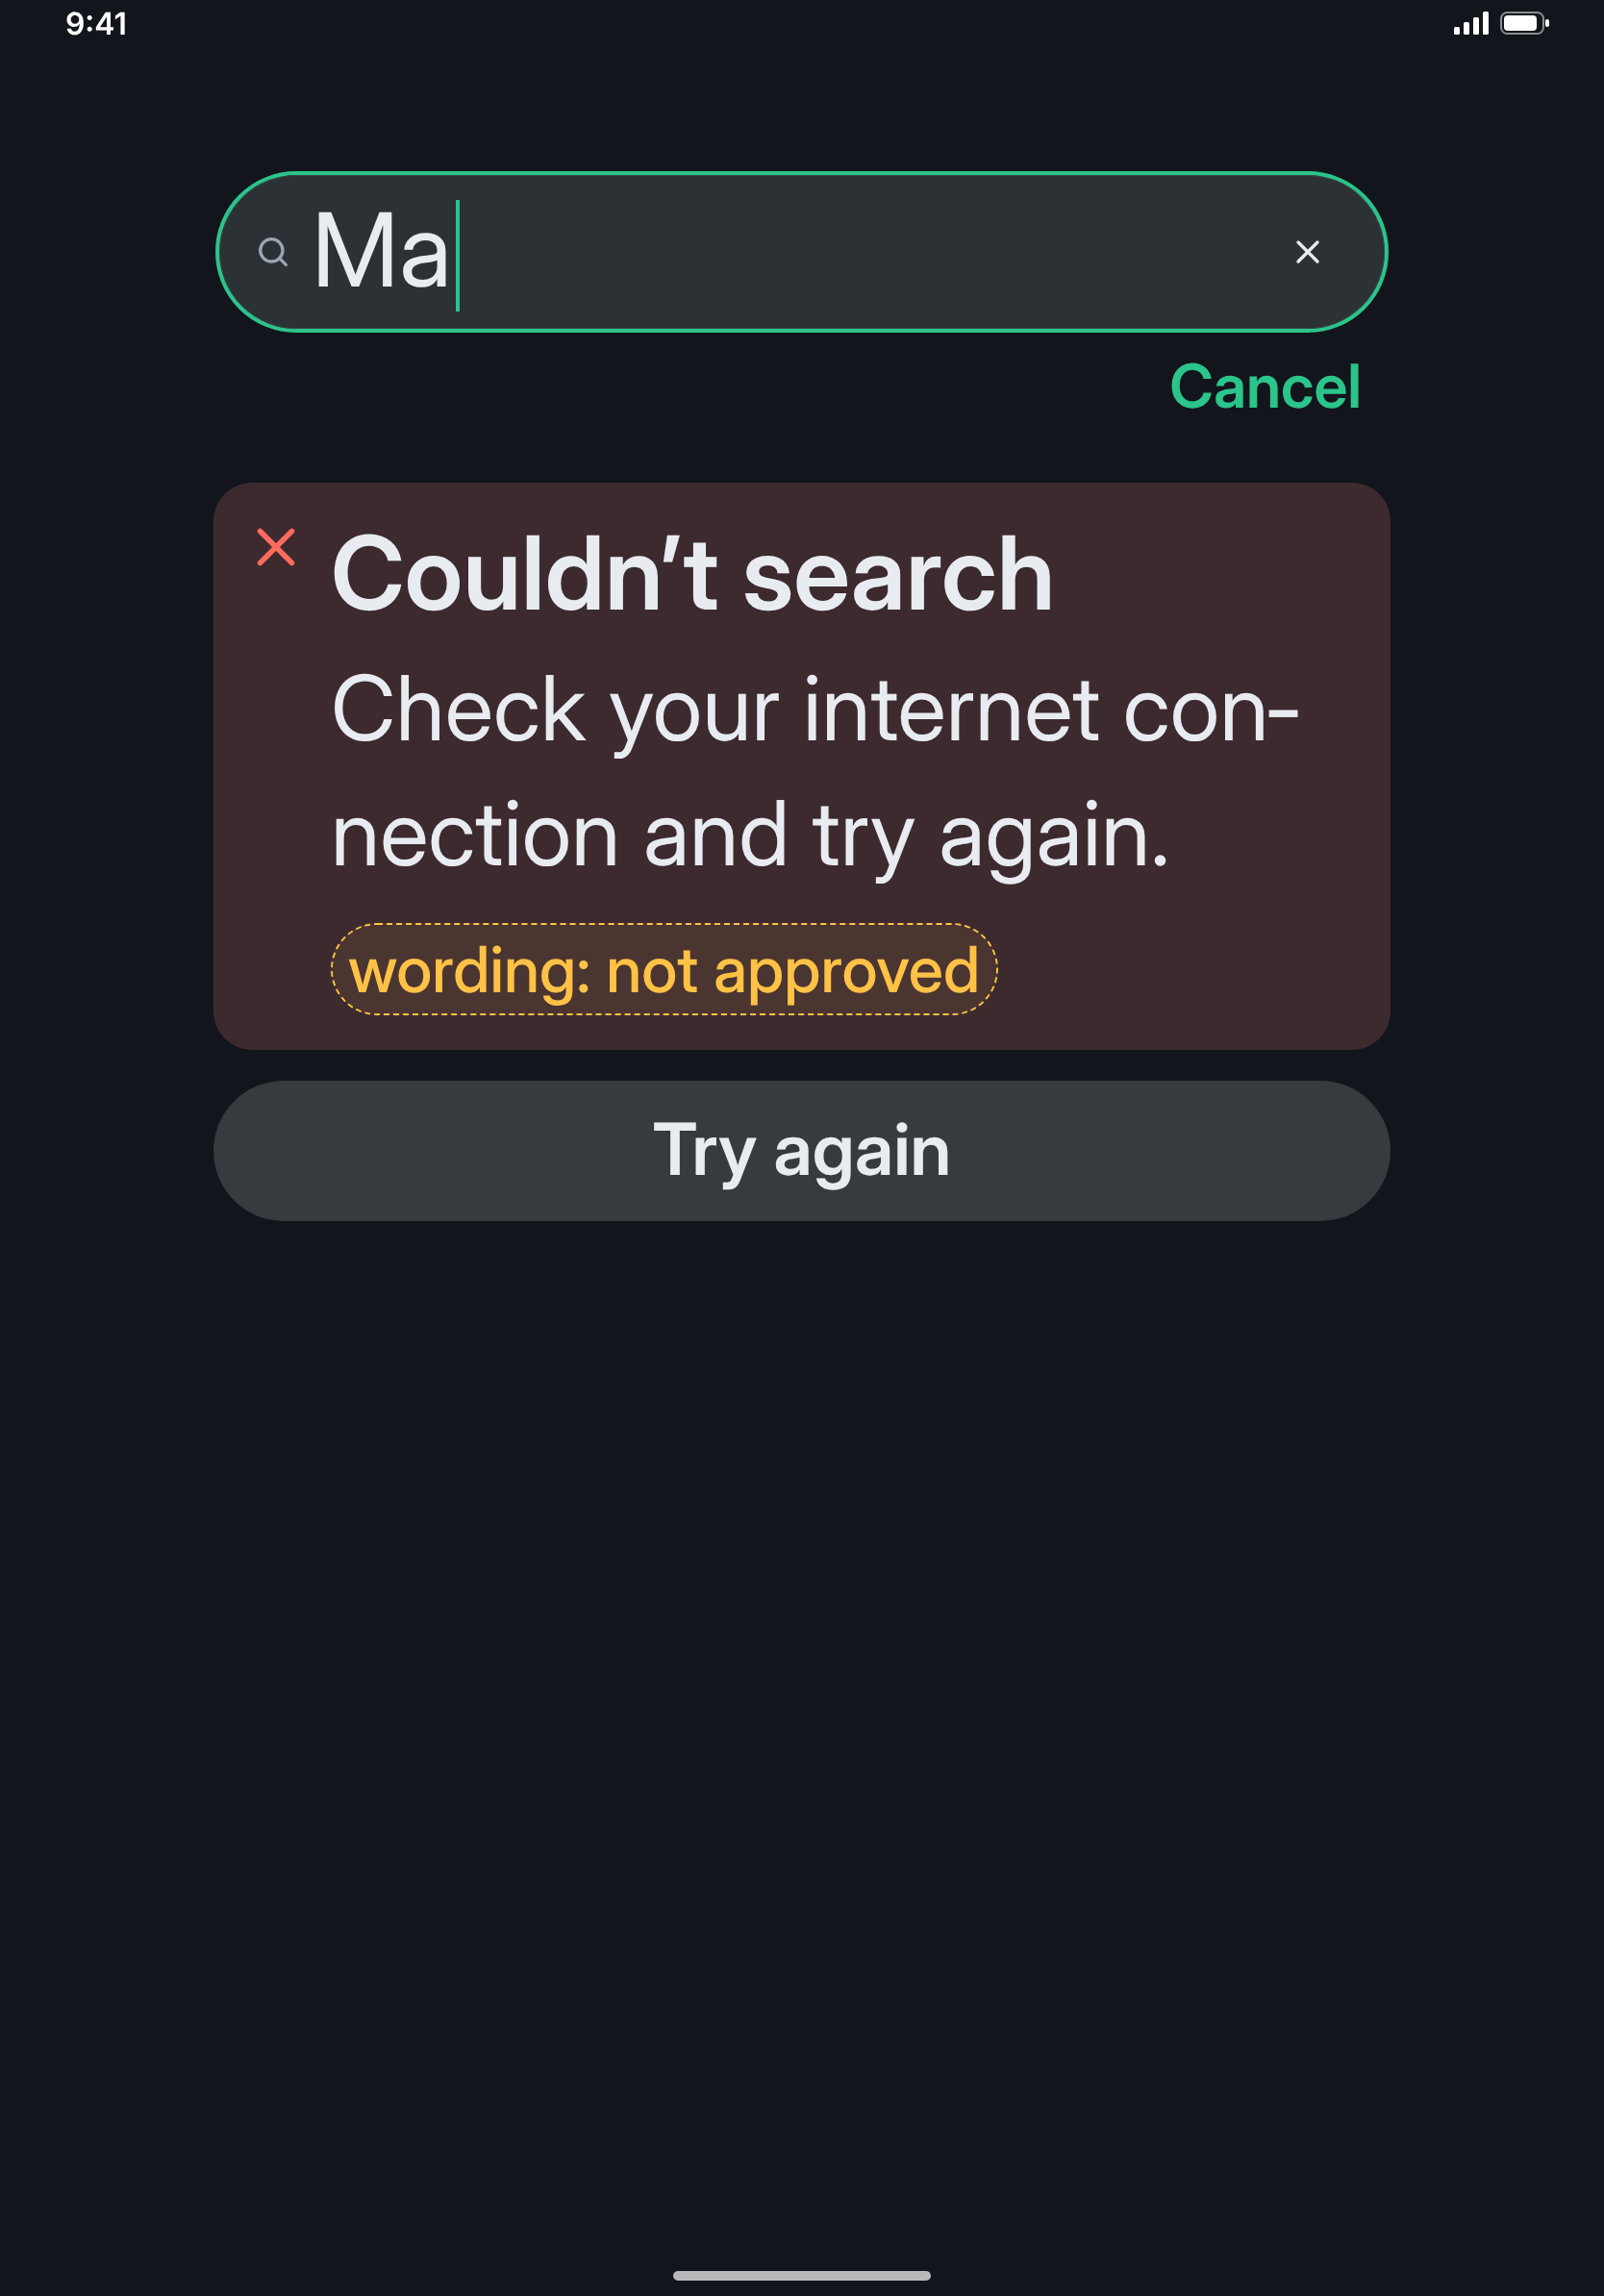 9:41
Ma
Cancel
Couldn’t search
Check your internet con-
nection and try again.
wording: not approved
Try again